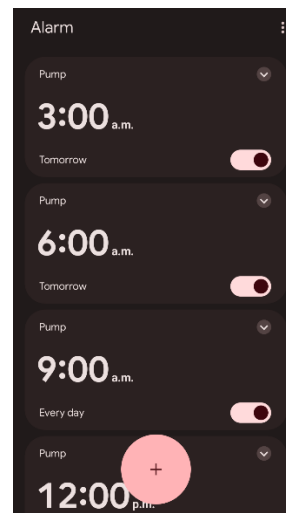 Alarm
Pump
3:00 a.m.
Tomorrow
Pump
6:00 a.m.
Tomorrow
Pump
9:00 a.m.
Every day
Pump
12:00 p.m.
+